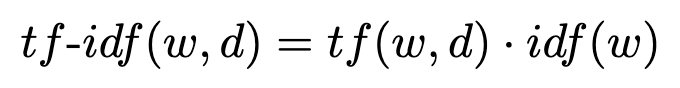 tf-idf(w, d) = tf(w, d) · idf(w)